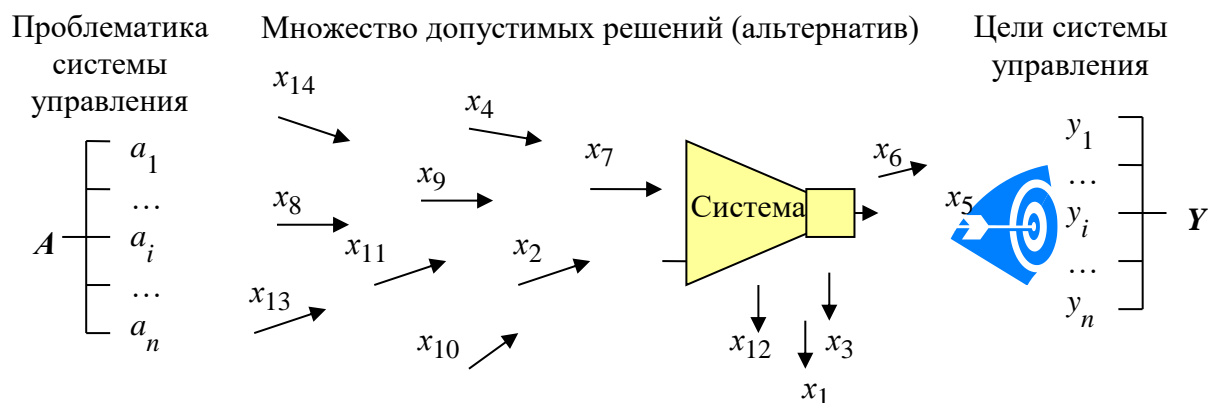 Проблематика
системы
управления
Множество допустимых решений (альтернатив)
Цели системы
управления
x14
x4
y1
a1
x7
x6
x9
…
…
x8
Система
x5
A
ai
yi
Y
x11
x2
…
…
x13
an
yn
x10
x12
x3
x1